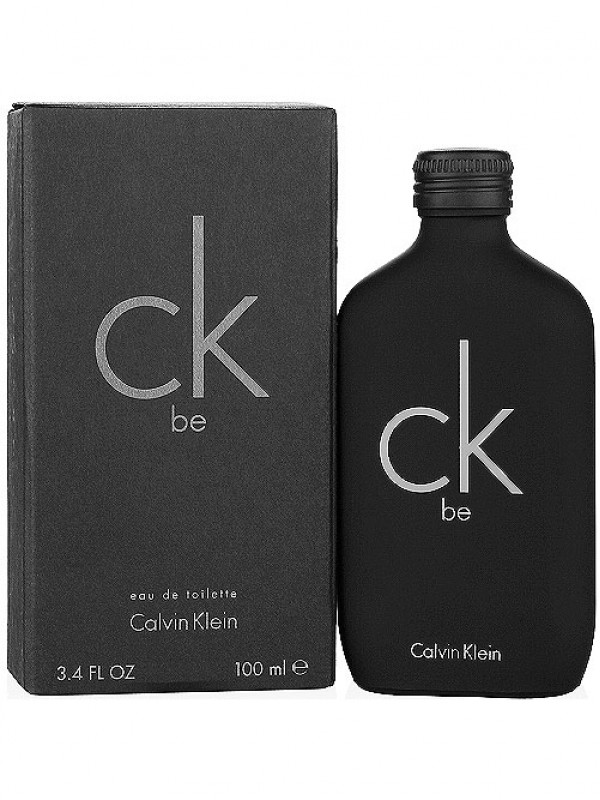 ck
be
eau de toilette
Calvin Klein
3.4 FL OZ 100 ml ℮
ck
be
Calvin Klein